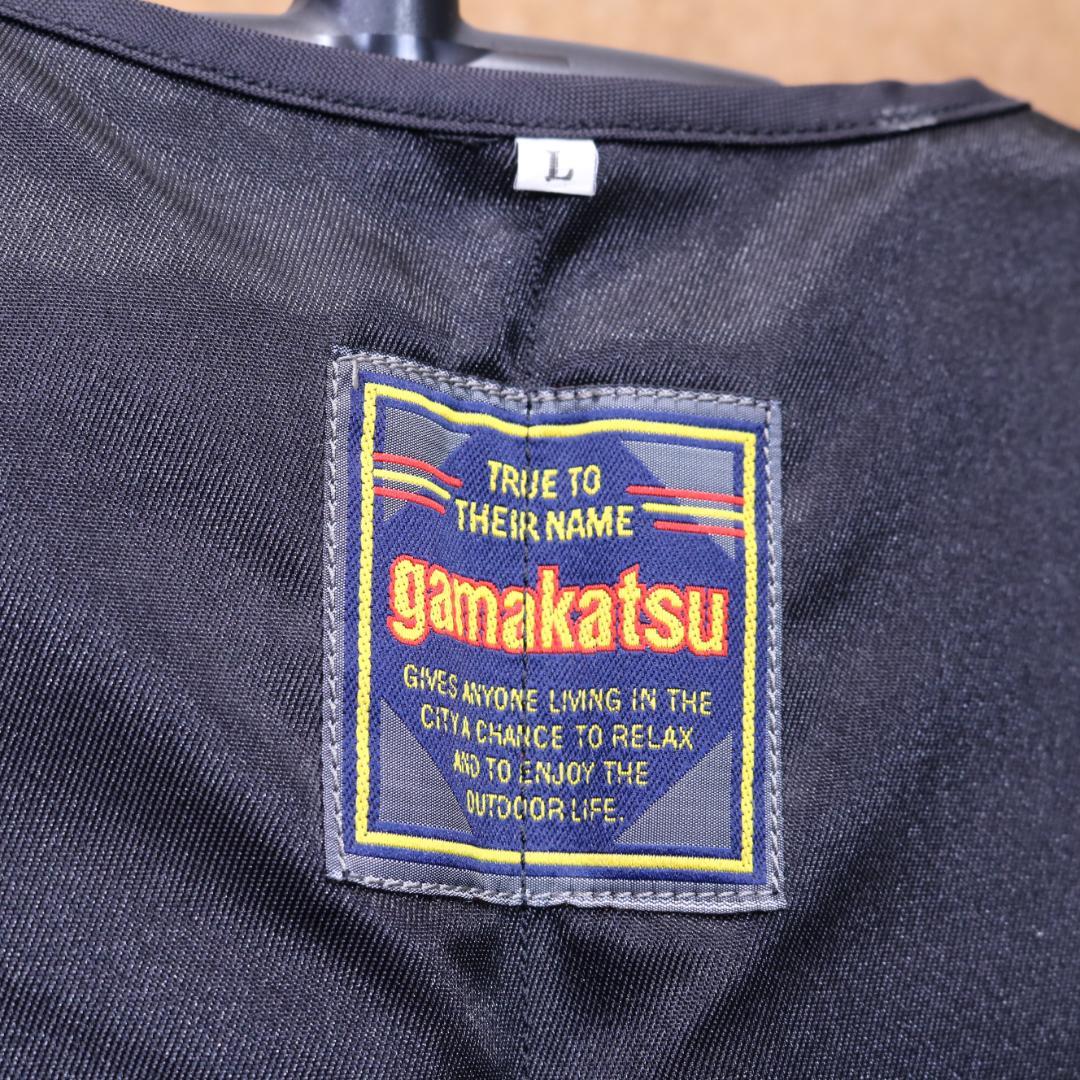 L
TRUE TO
THEIR NAME
gamakatsu
GIVES ANYONE LIVING IN THE
CITY A CHANCE TO RELAX
AND TO ENJOY THE
OUTDOOR LIFE.